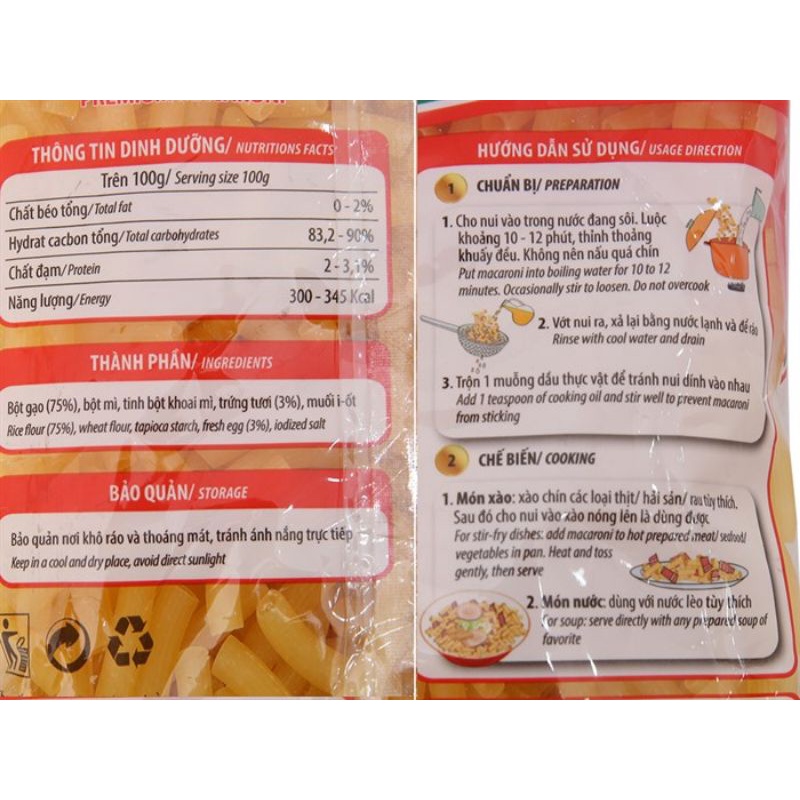 PREMIUM MACARONI
THÔNG TIN DINH DƯỠNG/ NUTRITIONS FACTS
Trên 100g/ Serving size 100g
Chất béo tổng/Total fat 0 - 2%
Hydrat cacbon tổng/Total carbohydrates 83,2 - 90%
Chất đạm/Protein 2 - 3,1%
Năng lượng/Energy 300 - 345 Kcal
THÀNH PHẦN/ INGREDIENTS
Bột gạo (75%), bột mì, tinh bột khoai mì, trứng tươi (3%), muối i-ốt
Rice flour (75%), wheat flour, tapioca starch, fresh egg (3%), iodized salt
BẢO QUẢN/ STORAGE
Bảo quản nơi khô ráo và thoáng mát, tránh ánh nắng trực tiếp
Keep in a cool and dry place, avoid direct sunlight
HƯỚNG DẪN SỬ DỤNG/ USAGE DIRECTION
1 CHUẨN BỊ/ PREPARATION
1. Cho nui vào trong nước đang sôi. Luộc
khoảng 10 - 12 phút, thỉnh thoảng
khuấy đều. Không nên nấu quá chín
Put macaroni into boiling water for 10 to 12
minutes. Occasionally stir to loosen. Do not overcook
2. Vớt nui ra, xả lại bằng nước lạnh và để ráo
Rinse with cool water and drain
3. Trộn 1 muỗng dầu thực vật để tránh nui dính vào nhau
Add 1 teaspoon of cooking oil and stir well to prevent macaroni
from sticking
2 CHẾ BIẾN/ COOKING
1. Món xào: xào chín các loại thịt/ hải sản/ rau tùy thích.
Sau đó cho nui vào xào nóng lên là dùng được
For stir-fry dishes: add macaroni to hot prepared meat/ seafood/
vegetables in pan. Heat and toss
gently, then serve
2. Món nước: dùng với nước lèo tùy thích
For soup: serve directly with any prepared soup of
favorite